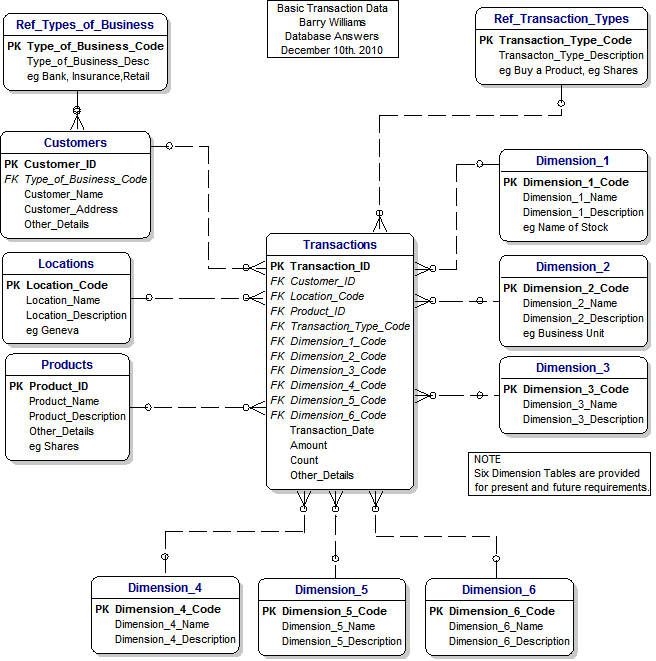 Ref_Types_of_Business
PK Type_of_Business_Code
Type_of_Business_Desc
eg Bank, Insurance,Retail
Basic Transaction Data
Barry Williams
Database Answers
December 10th. 2010
Ref_Transaction_Types
PK Transaction_Type_Code
Transacton_Type_Description
eg Buy a Product, eg Shares
Customers
PK Customer_ID
FK Type_of_Business_Code
Customer_Name
Customer_Address
Other_Details
Dimension_1
PK Dimension_1_Code
Dimension_1_Name
Dimension_1_Description
eg Name of Stock
Locations
PK Location_Code
Location_Name
Location_Description
eg Geneva
Transactions
PK Transaction_ID
FK Customer_ID
FK Location_Code
FK Product_ID
FK Transaction_Type_Code
FK Dimension_1_Code
FK Dimension_2_Code
FK Dimension_3_Code
FK Dimension_4_Code
FK Dimension_5_Code
FK Dimension_6_Code
Transaction_Date
Amount
Count
Other_Details
Dimension_2
PK Dimension_2_Code
Dimension_2_Name
Dimension_2_Description
eg Business Unit
Products
PK Product_ID
Product_Name
Product_Description
Other_Details
eg Shares
Dimension_3
PK Dimension_3_Code
Dimension_3_Name
Dimension_3_Description
NOTE
Six Dimension Tables are provided
for present and future requirements.
Dimension_4
PK Dimension_4_Code
Dimension_4_Name
Dimension_4_Description
Dimension_5
PK Dimension_5_Code
Dimension_5_Name
Dimension_5_Description
Dimension_6
PK Dimension_6_Code
Dimension_6_Name
Dimension_6_Description